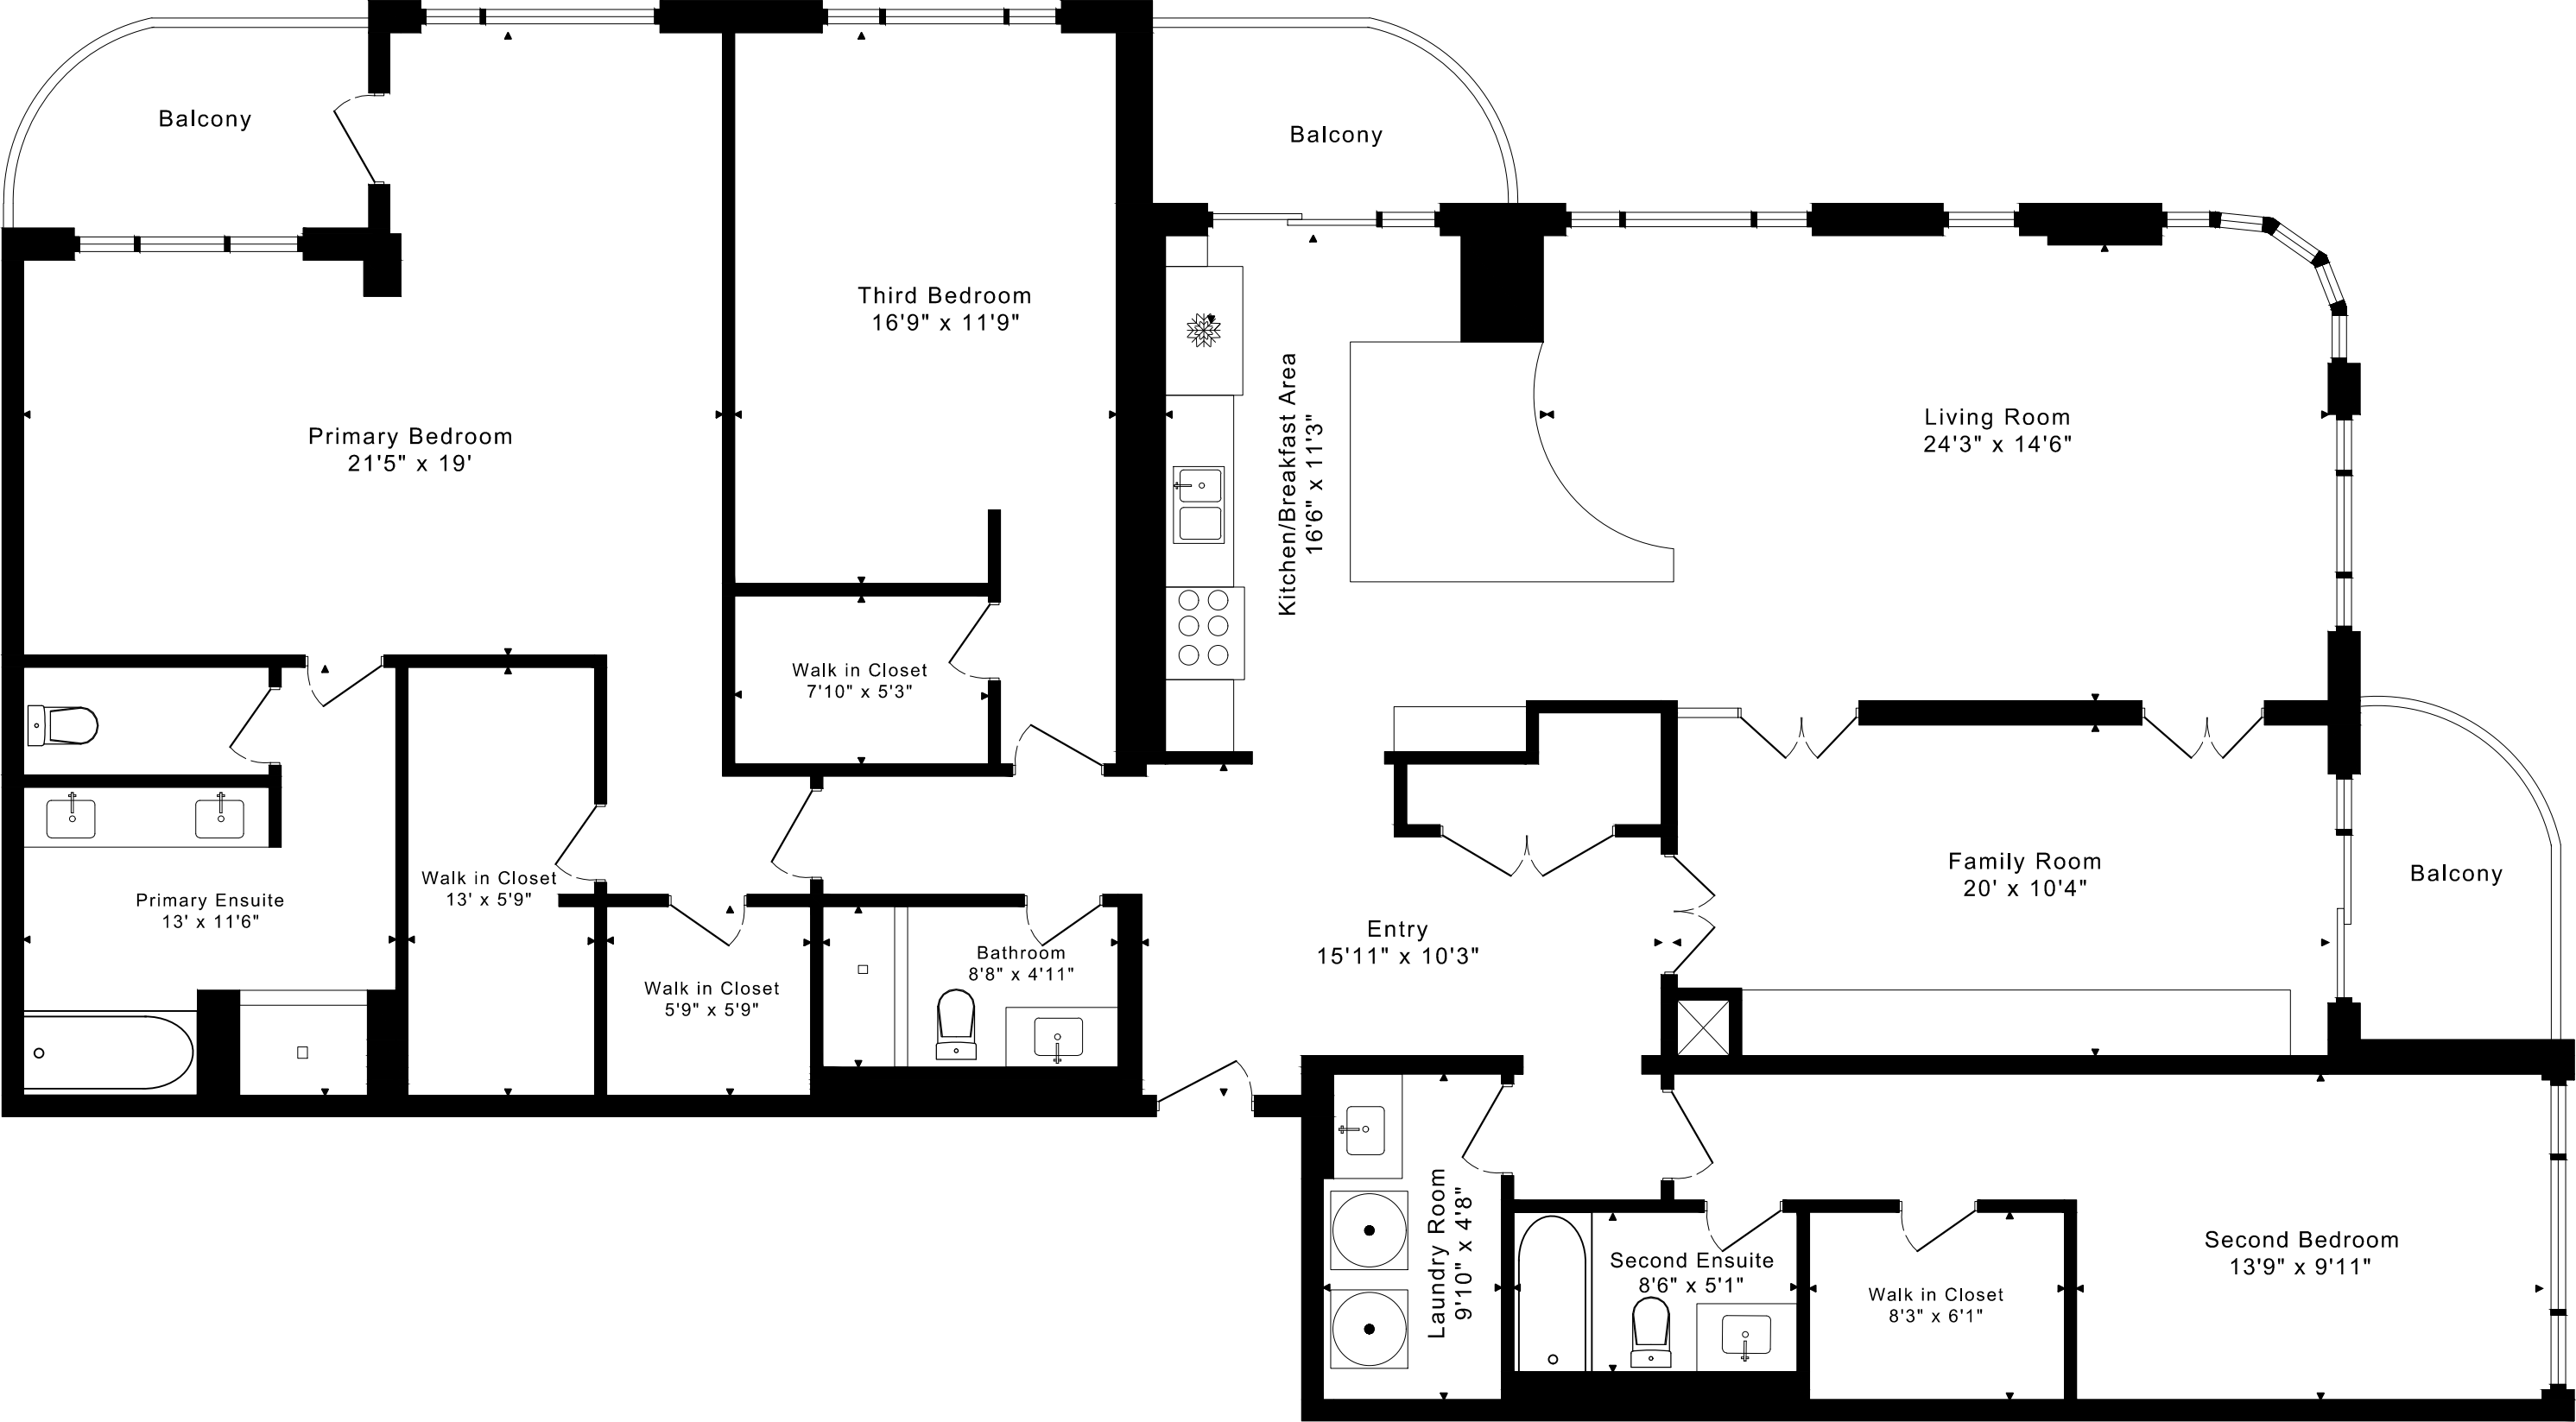 Balcony
Balcony
Third Bedroom
16'9" x 11'9"
Primary Bedroom
21'5" x 19'
Kitchen/Breakfast Area
16'6" x 11'3"
Living Room
24'3" x 14'6"
Walk in Closet
7'10" x 5'3"
Primary Ensuite
13' x 11'6"
Walk in Closet
13' x 5'9"
Walk in Closet
5'9" x 5'9"
Bathroom
8'8" x 4'11"
Entry
15'11" x 10'3"
Family Room
20' x 10'4"
Balcony
Laundry Room
9'10" x 4'8"
Second Ensuite
8'6" x 5'1"
Walk in Closet
8'3" x 6'1"
Second Bedroom
13'9" x 9'11"